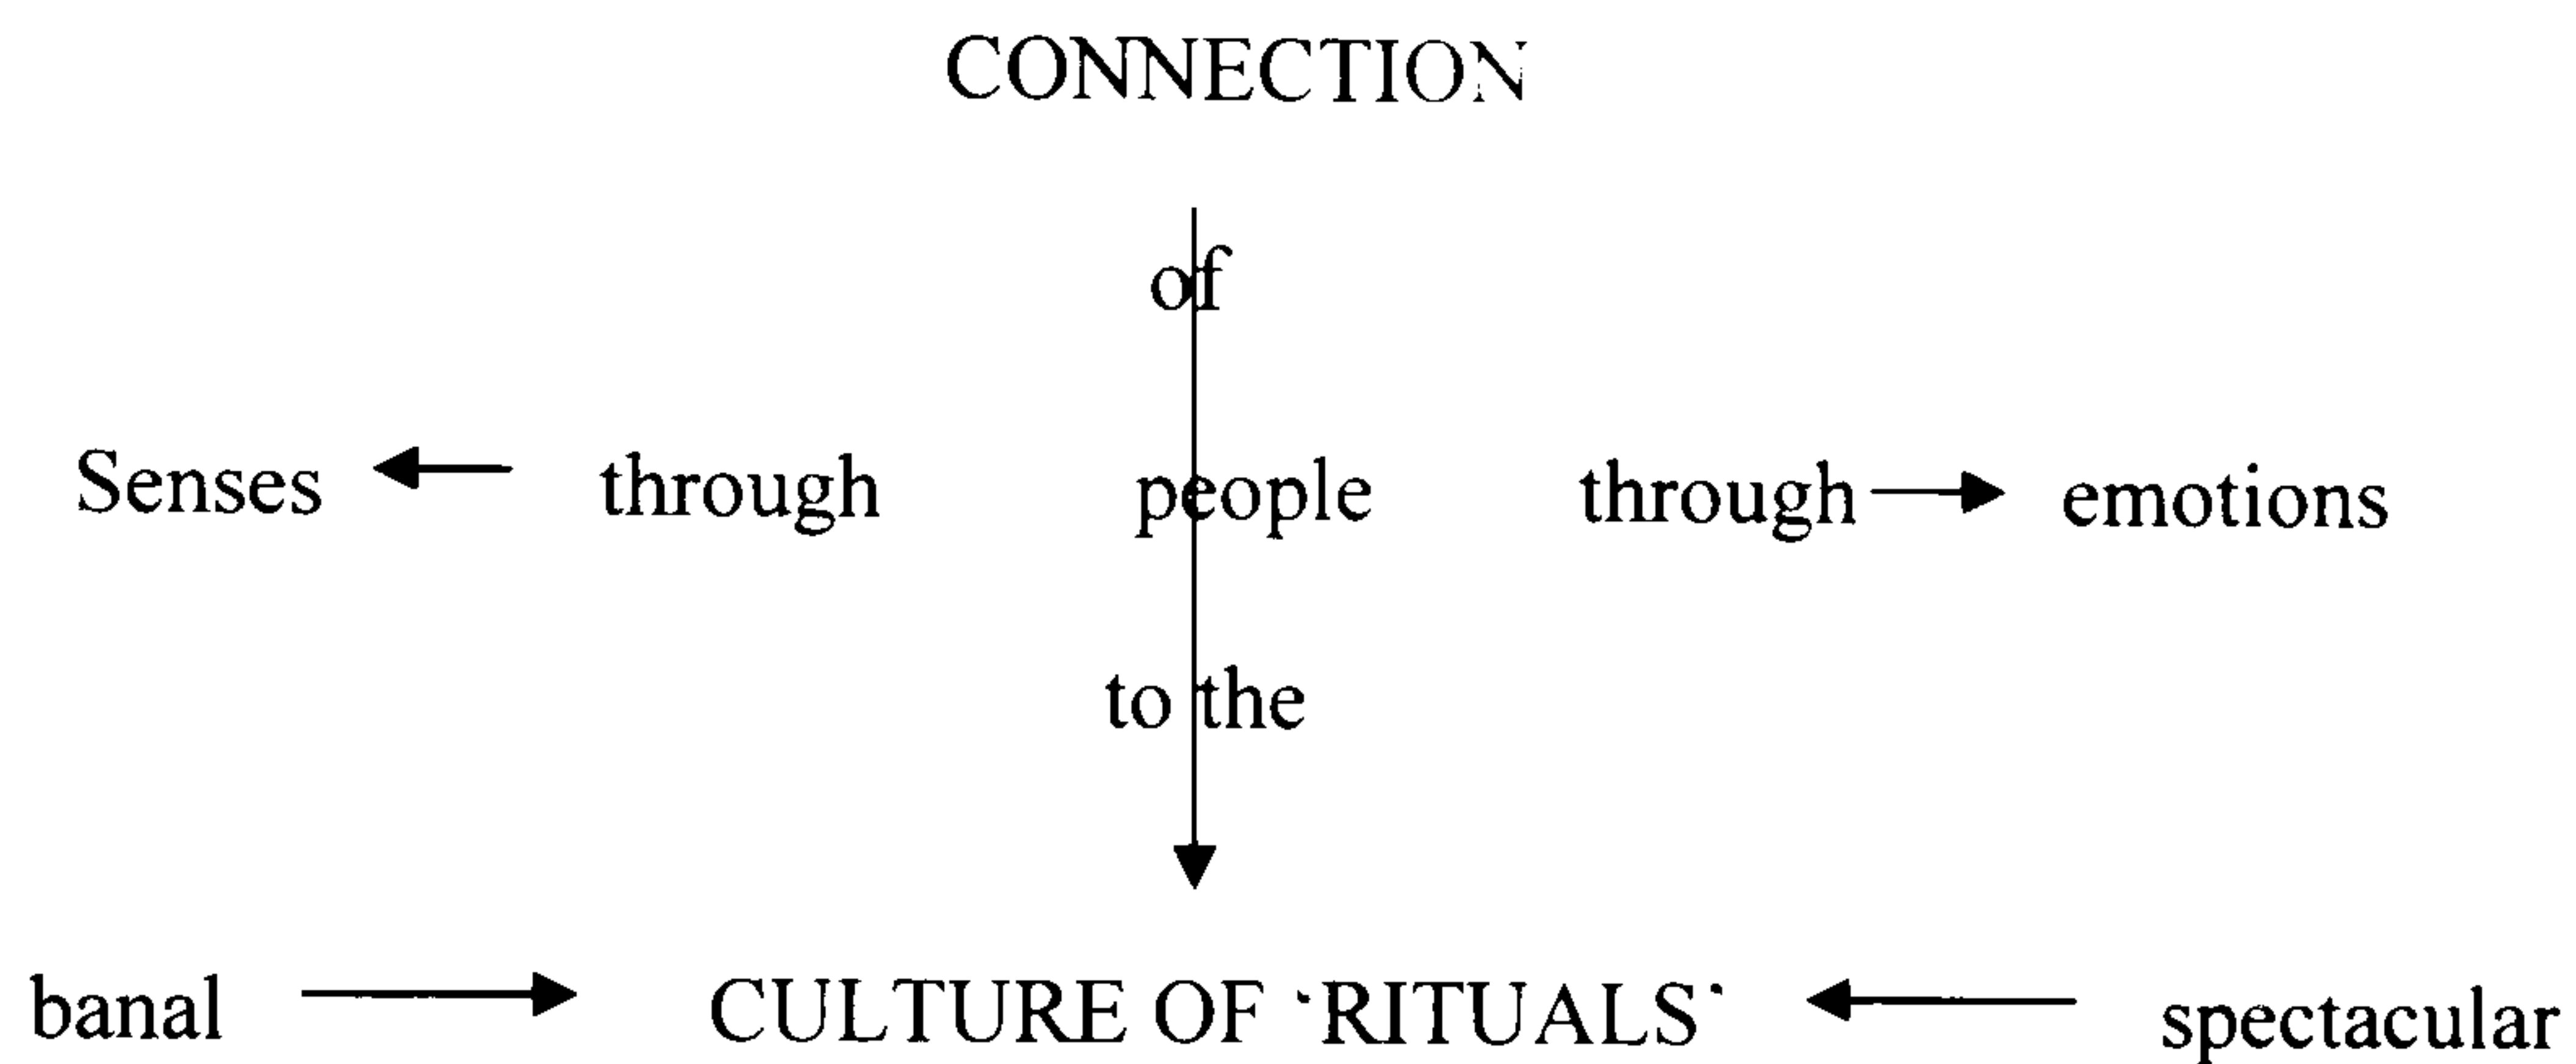 CONNECTION
of
Senses through people through emotions
to the
banal CULTURE OF 'RITUALS' spectacular